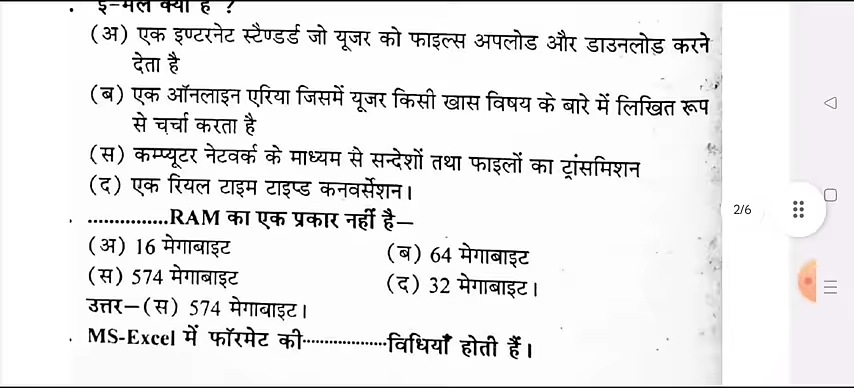 . ई-मेल क्या है ?
(अ) एक इण्टरनेट स्टैण्डर्ड जो यूजर को फाइल्स अपलोड और डाउनलोड़ करने
देता है
(ब) एक ऑनलाइन एरिया जिसमें यूजर किसी खास विषय के बारे में लिखित रूप
से चर्चा करता है
(स) कम्प्यूटर नेटवर्क के माध्यम से सन्देशों तथा फाइलों का ट्रांसमिशन
(द) एक रियल टाइम टाइप्ड कनवर्सेशन।
. ................RAM का एक प्रकार नहीं है—
(अ) 16 मेगाबाइट (ब) 64 मेगाबाइट
(स) 574 मेगाबाइट (द) 32 मेगाबाइट।
उत्तर—(स) 574 मेगाबाइट।
. MS-Excel में फॉरमेट की..................विधियाँ होती हैं।
2/6